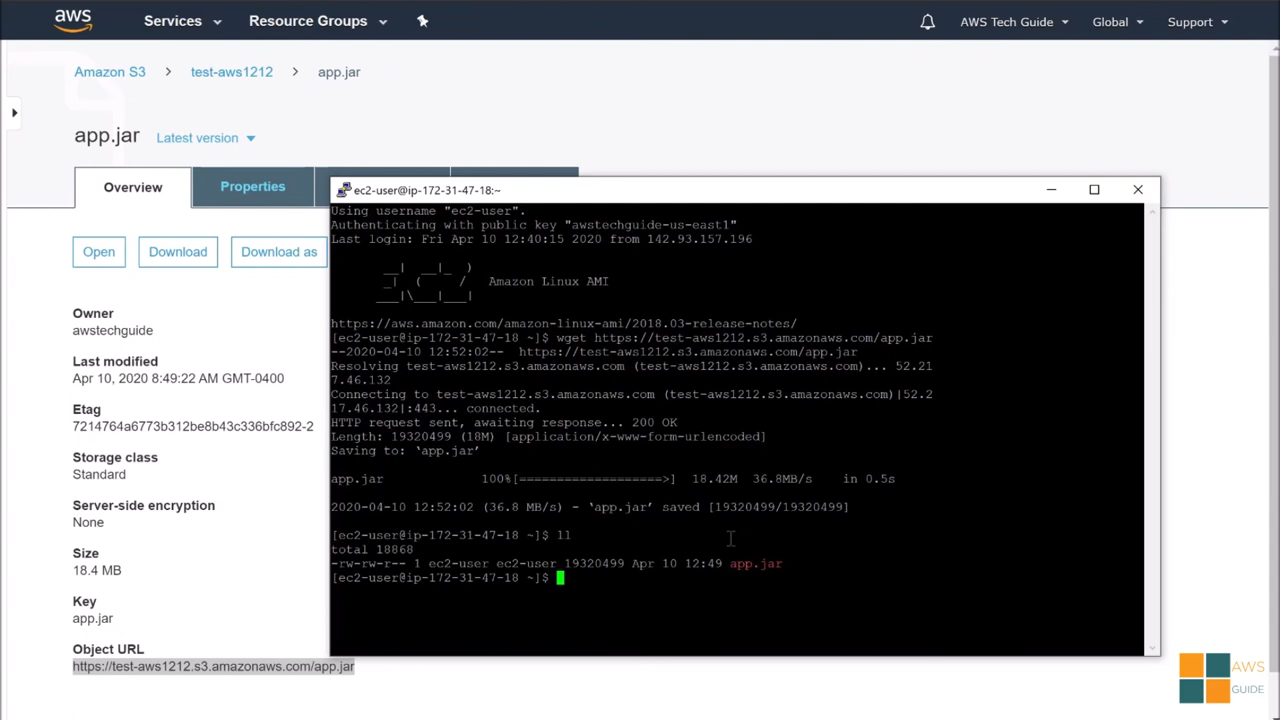 aws
Services
Resource Groups
AWS Tech Guide
Global
Support
Amazon S3
test-aws1212
app.jar
app.jar
Latest version
Overview
Properties
Open
Download
Download as
Owner
awstechguide
Last modified
Apr 10, 2020 8:49:22 AM GMT-0400
Etag
7214764a6773b312be8b43c336bfc892-2
Storage class
Standard
Server-side encryption
None
Size
18.4 MB
Key
app.jar
Object URL
https://test-aws1212.s3.amazonaws.com/app.jar
ec2-user@ip-172-31-47-18:~
Using username "ec2-user".
Authenticating with public key "awstechguide-us-east1"
Last login: Fri Apr 10 12:40:15 2020 from 142.93.157.196
__|  __|_  )
_|  (     /   Amazon Linux AMI
___|\___|___|
https://aws.amazon.com/amazon-linux-ami/2018.03-release-notes/
[ec2-user@ip-172-31-47-18 ~]$ wget https://test-aws1212.s3.amazonaws.com/app.jar
--2020-04-10 12:52:02--  https://test-aws1212.s3.amazonaws.com/app.jar
Resolving test-aws1212.s3.amazonaws.com (test-aws1212.s3.amazonaws.com)... 52.21
7.46.132
Connecting to test-aws1212.s3.amazonaws.com (test-aws1212.s3.amazonaws.com)|52.2
17.46.132|:443... connected.
HTTP request sent, awaiting response... 200 OK
Length: 19320499 (18M) [application/x-www-form-urlencoded]
Saving to: ‘app.jar’
app.jar             100%[===================>]  18.42M  36.8MB/s    in 0.5s
2020-04-10 12:52:02 (36.8 MB/s) - ‘app.jar’ saved [19320499/19320499]
[ec2-user@ip-172-31-47-18 ~]$ ll
total 18868
-rw-rw-r-- 1 ec2-user ec2-user 19320499 Apr 10 12:49 app.jar
[ec2-user@ip-172-31-47-18 ~]$
AWS
GUIDE